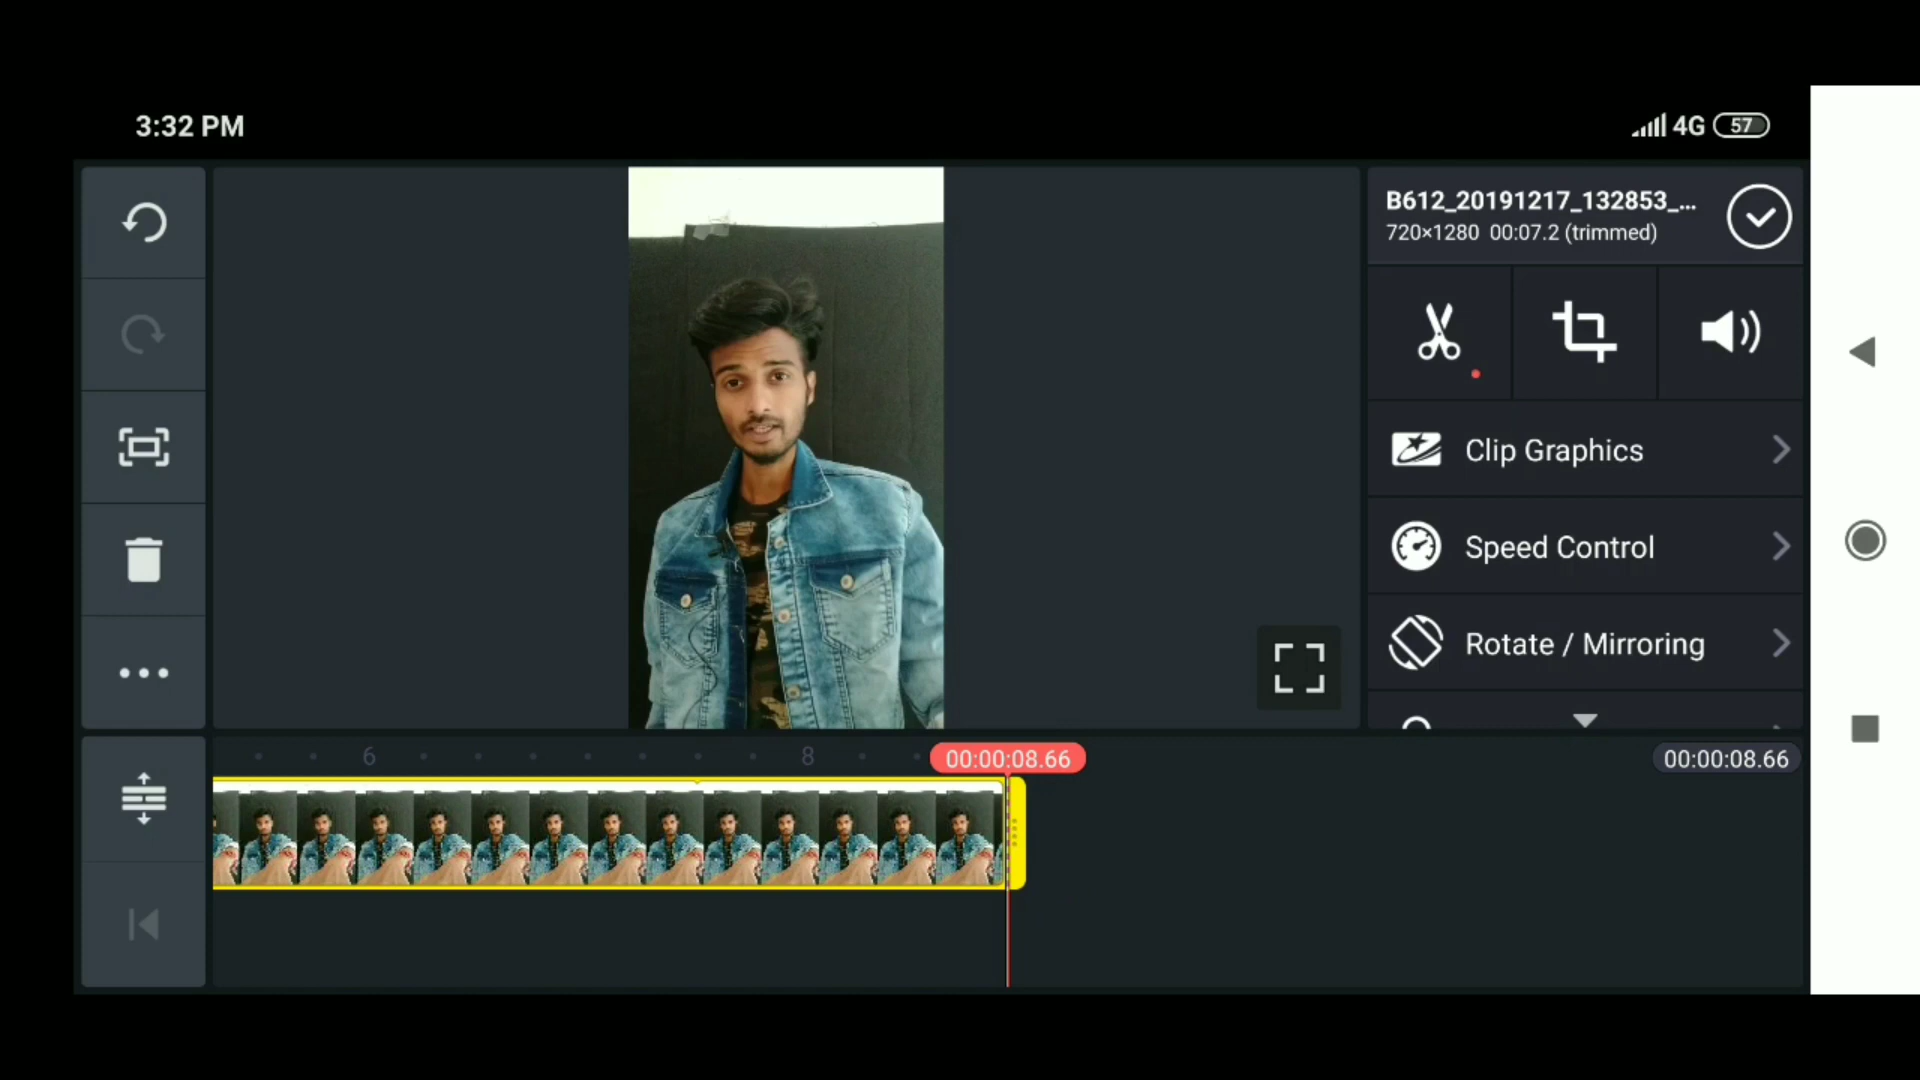 3:32 PM
4G 57
B612_20191217_132853_...
720×1280 00:07.2 (trimmed)
Clip Graphics
Speed Control
Rotate / Mirroring
6
8
00:00:08.66
00:00:08.66